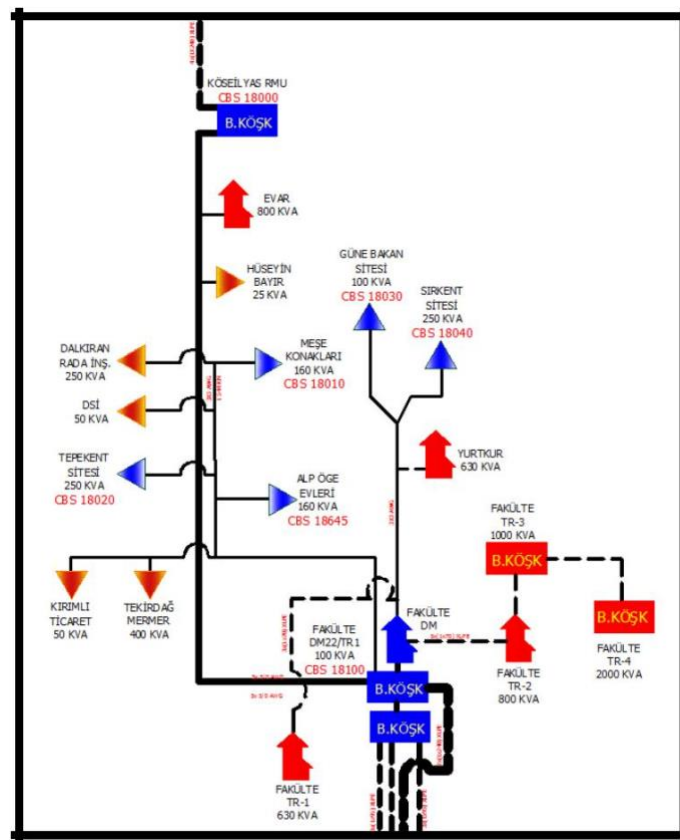 KÖSEİLYAS RMU
CBS 18000
B.KÖŞK
EVAR
800 KVA
HÜSEYİN
BAYIR
25 KVA
GÜNE BAKAN
SİTESİ
100 KVA
CBS 18030
SIRKENT
SİTESİ
250 KVA
CBS 18040
DALKIRAN
RADA İNŞ.
250 KVA
MEŞE
KONAKLARI
160 KVA
CBS 18010
DSİ
50 KVA
TEPEKENT
SİTESİ
250 KVA
CBS 18020
ALP ÖGE
EVLERİ
160 KVA
CBS 18645
YURTKUR
630 KVA
FAKÜLTE
TR-3
1000 KVA
B.KÖŞK
KIRIMLI
TİCARET
50 KVA
TEKİRDAĞ
MERMER
400 KVA
FAKÜLTE
DM22/TR1
100 KVA
CBS 18100
FAKÜLTE
DM
B.KÖŞK
FAKÜLTE
TR-4
2000 KVA
FAKÜLTE
TR-2
800 KVA
B.KÖŞK
B.KÖŞK
FAKÜLTE
TR-1
630 KVA